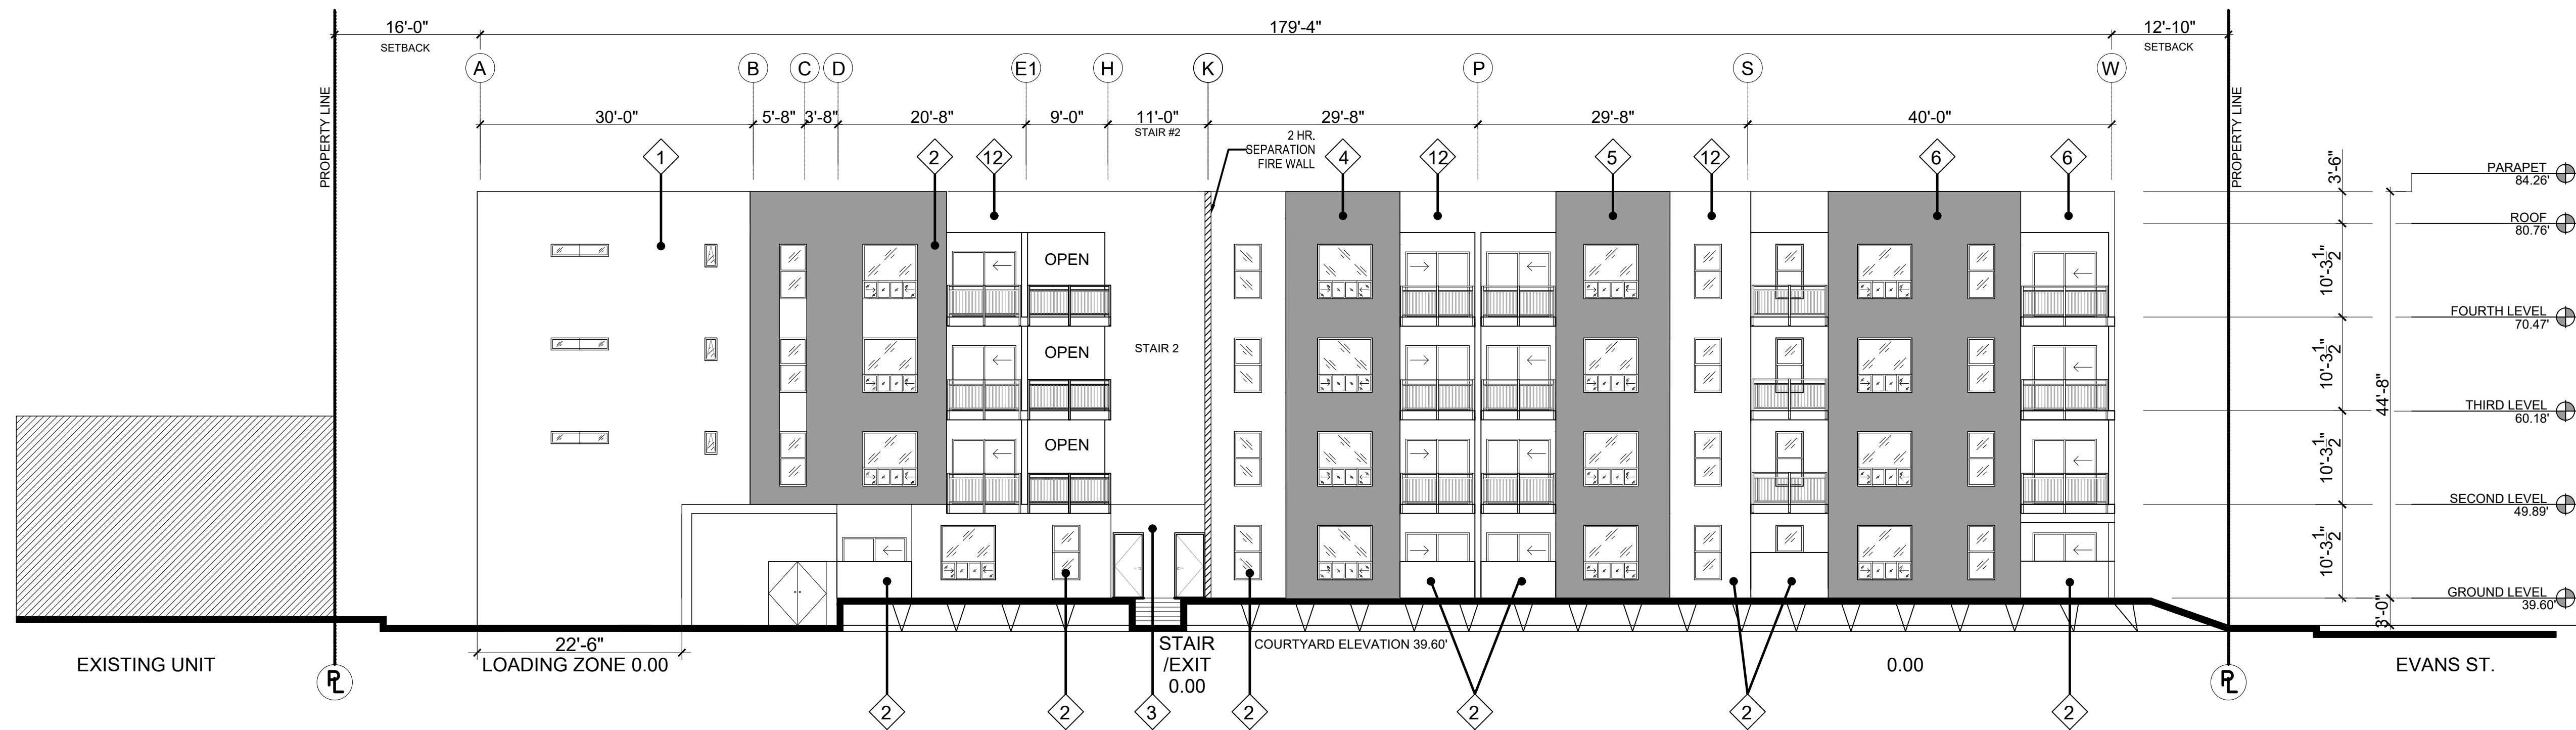 16'-0"
SETBACK
179'-4"
12'-10"
SETBACK
A
B
C
D
E1
H
K
P
S
W
PROPERTY LINE
PROPERTY LINE
30'-0"
5'-8"
3'-8"
20'-8"
9'-0"
11'-0"
STAIR #2
29'-8"
29'-8"
40'-0"
2 HR.
SEPARATION
FIRE WALL
1
2
12
4
12
5
12
6
6
3'-6"
PARAPET
84.26'
ROOF
80.76'
OPEN
10'-3 1/2"
FOURTH LEVEL
70.47'
OPEN
STAIR 2
10'-3 1/2"
44'-8"
THIRD LEVEL
60.18'
OPEN
10'-3 1/2"
SECOND LEVEL
49.89'
10'-3 1/2"
GROUND LEVEL
39.60'
3'-0"
22'-6"
EXISTING UNIT
LOADING ZONE 0.00
STAIR
/EXIT
0.00
COURTYARD ELEVATION 39.60'
0.00
EVANS ST.
PL
PL
2
2
3
2
2
2
2